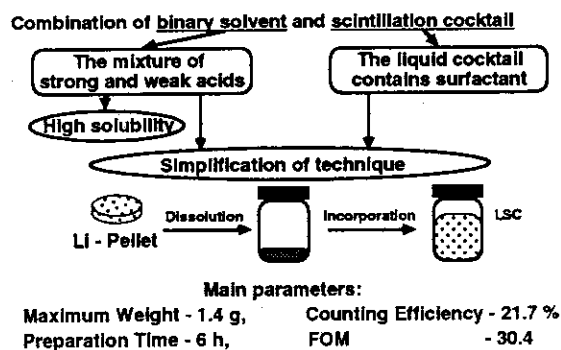 Combination of binary solvent and scintillation cocktail
The mixture of
strong and weak acids
The liquid cocktail
contains surfactant
High solubility
Simplification of technique
Dissolution
Incorporation
LSC
Li - Pellet
Main parameters:
Maximum Weight - 1.4 g, Counting Efficiency - 21.7 %
Preparation Time - 6 h, FOM - 30.4